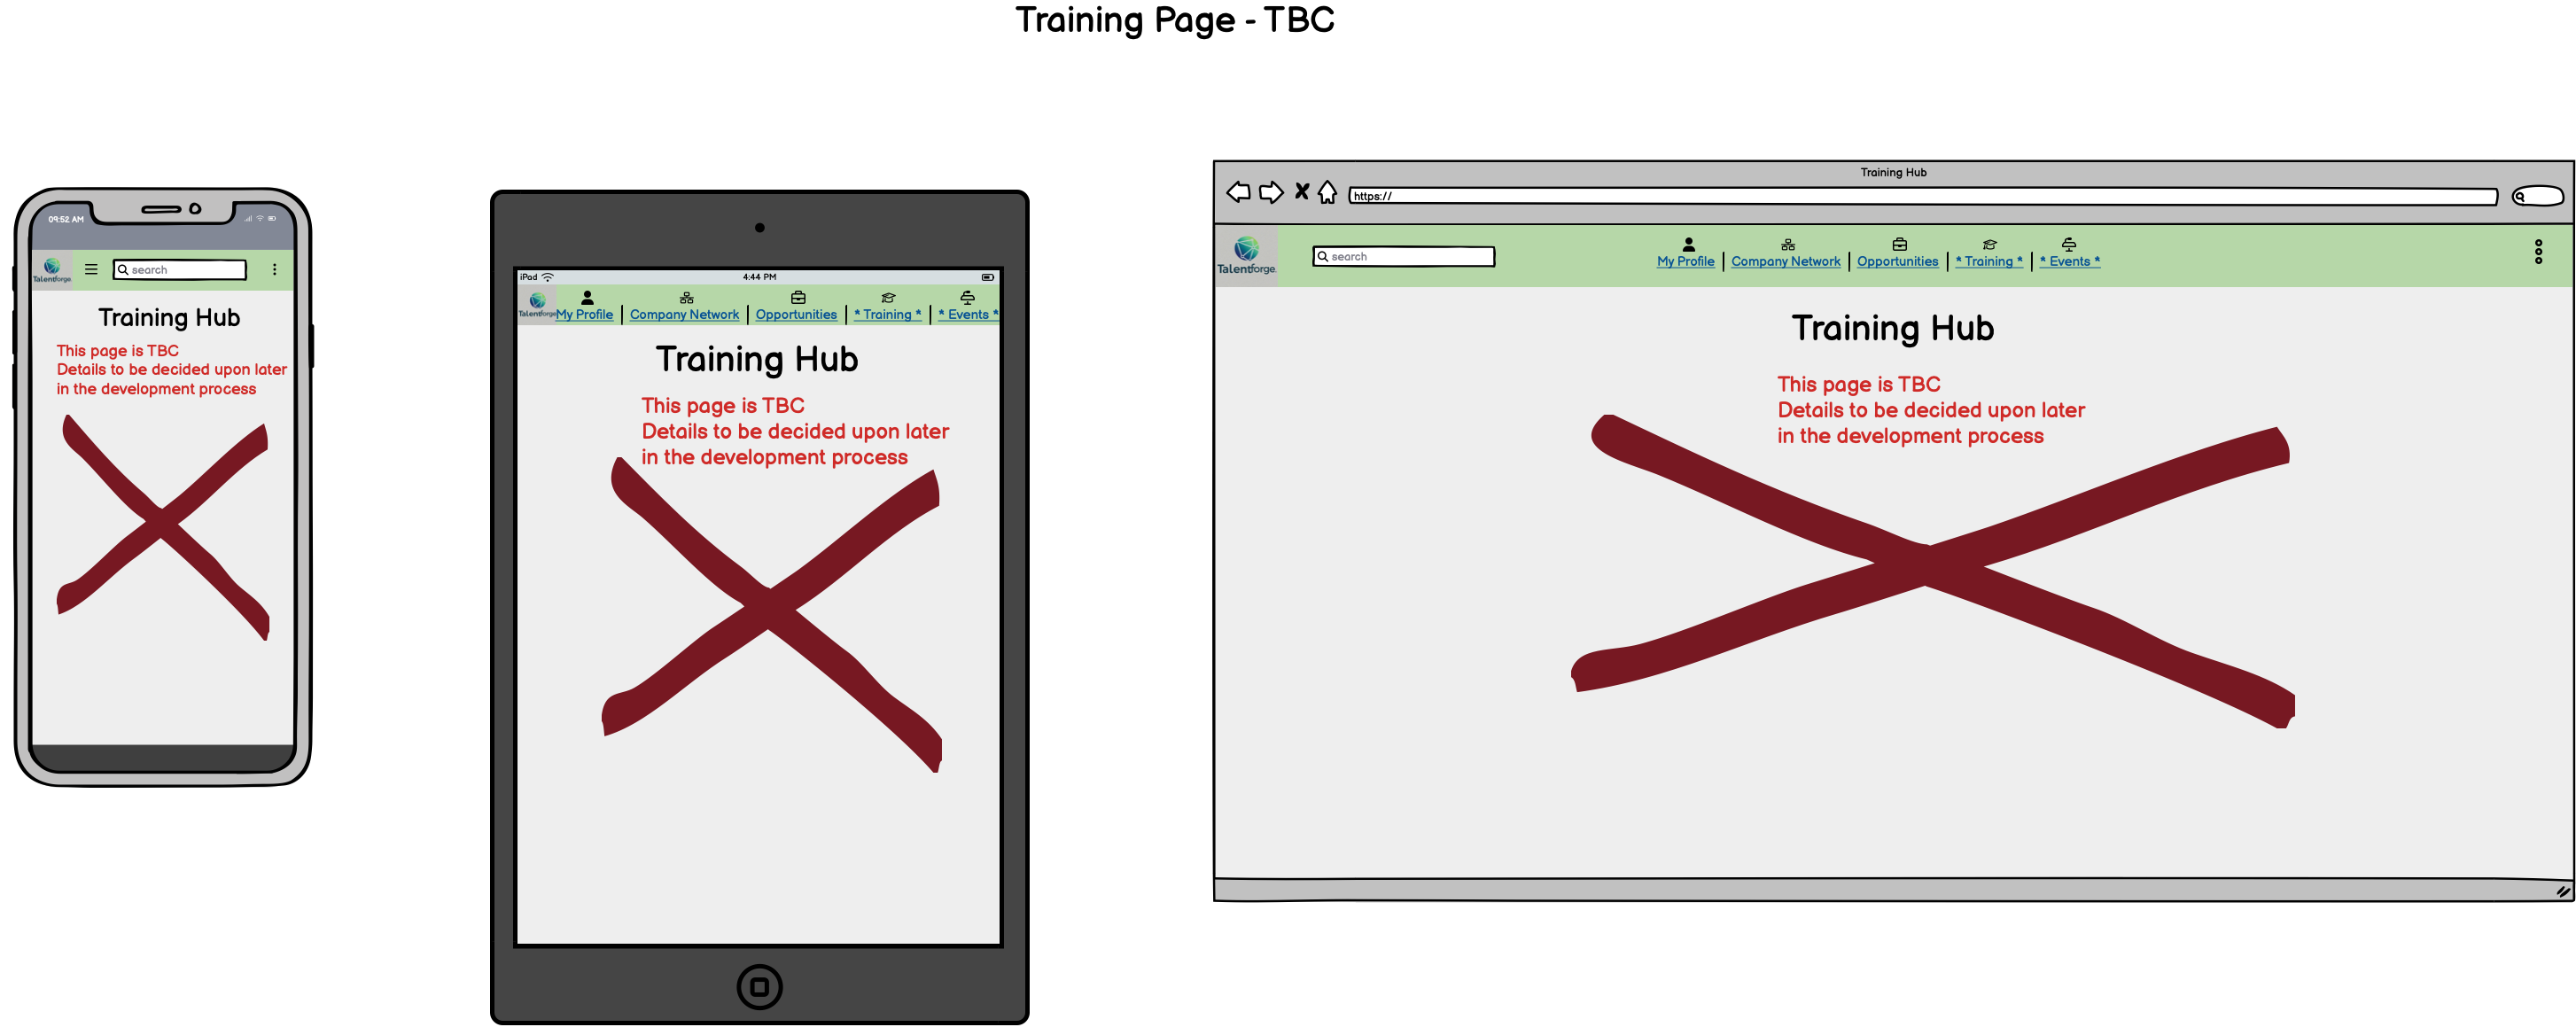 Training Page - TBC
09:52 AM
Talentforge.
search
Training Hub
This page is TBC
Details to be decided upon later
in the development process
iPad
4:44 PM
Talentforge
My Profile
Company Network
Opportunities
* Training *
* Events *
Training Hub
This page is TBC
Details to be decided upon later
in the development process
Training Hub
https://
Talentforge.
search
My Profile
Company Network
Opportunities
* Training *
* Events *
Training Hub
This page is TBC
Details to be decided upon later
in the development process